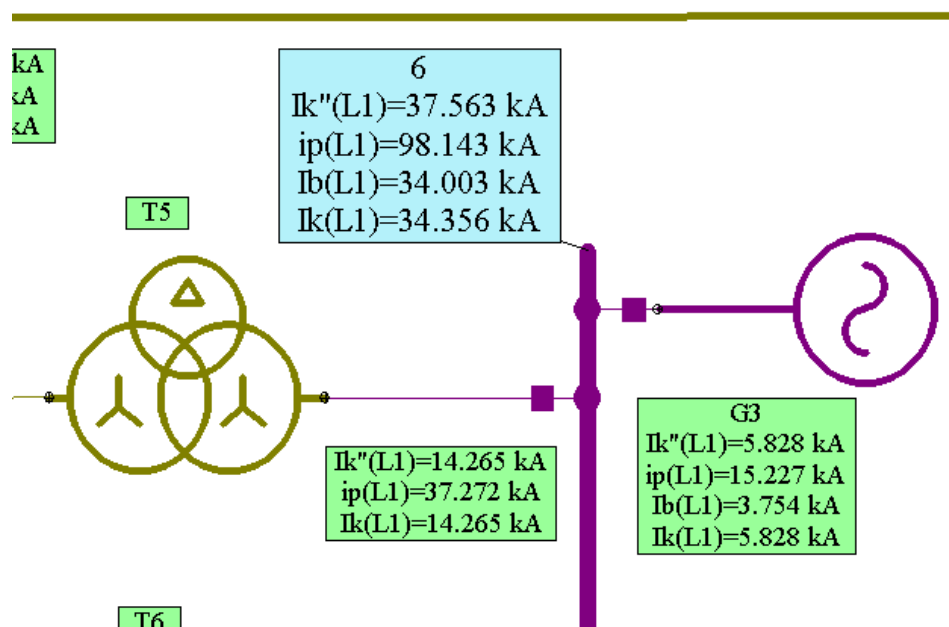 kA
kA
kA
6
Ik"(L1)=37.563 kA
ip(L1)=98.143 kA
Ib(L1)=34.003 kA
Ik(L1)=34.356 kA
T5
G3
Ik"(L1)=5.828 kA
ip(L1)=15.227 kA
Ib(L1)=3.754 kA
Ik(L1)=5.828 kA
Ik"(L1)=14.265 kA
ip(L1)=37.272 kA
Ik(L1)=14.265 kA
T6